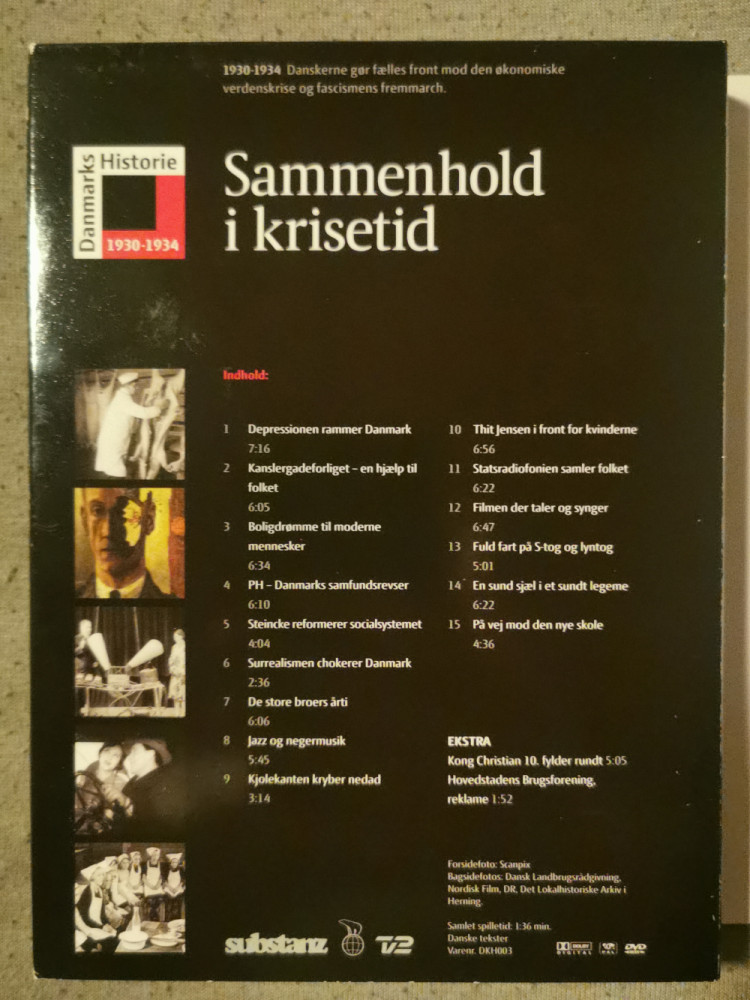 1930-1934 Danskerne gør fælles front mod den økonomiske
verdenskrise og fascismens fremmarch.
Danmarks
Historie
1930-1934
Sammenhold
i krisetid
Indhold:
1 Depressionen rammer Danmark
7:16
2 Kanslergadeforliget – en hjælp til
folket
6:05
3 Boligdrømme til moderne
mennesker
6:34
4 PH – Danmarks samfundsrevser
6:10
5 Steincke reformerer socialsystemet
4:04
6 Surrealismen chokerer Danmark
2:36
7 De store broers årti
6:06
8 Jazz og negermusik
5:45
9 Kjolekanten kryber nedad
3:14
10 Thit Jensen i front for kvinderne
6:56
11 Statsradiofonien samler folket
6:22
12 Filmen der taler og synger
6:47
13 Fuld fart på S-tog og lyntog
5:01
14 En sund sjæl i et sundt legeme
6:22
15 På vej mod den nye skole
4:36
EKSTRA
Kong Christian 10. fylder rundt 5:05
Hovedstadens Brugsforening,
reklame 1:52
Forsidefoto: Scanpix
Bagsidefotos: Dansk Landbrugsrådgivning,
Nordisk Film, DR, Det Lokalhistoriske Arkiv i
Herning.
Samlet spilletid: 1:36 min.
Danske tekster
Varenr. DKH003
substanz TV2
DOLBY
DIGITAL
PAL
DVD